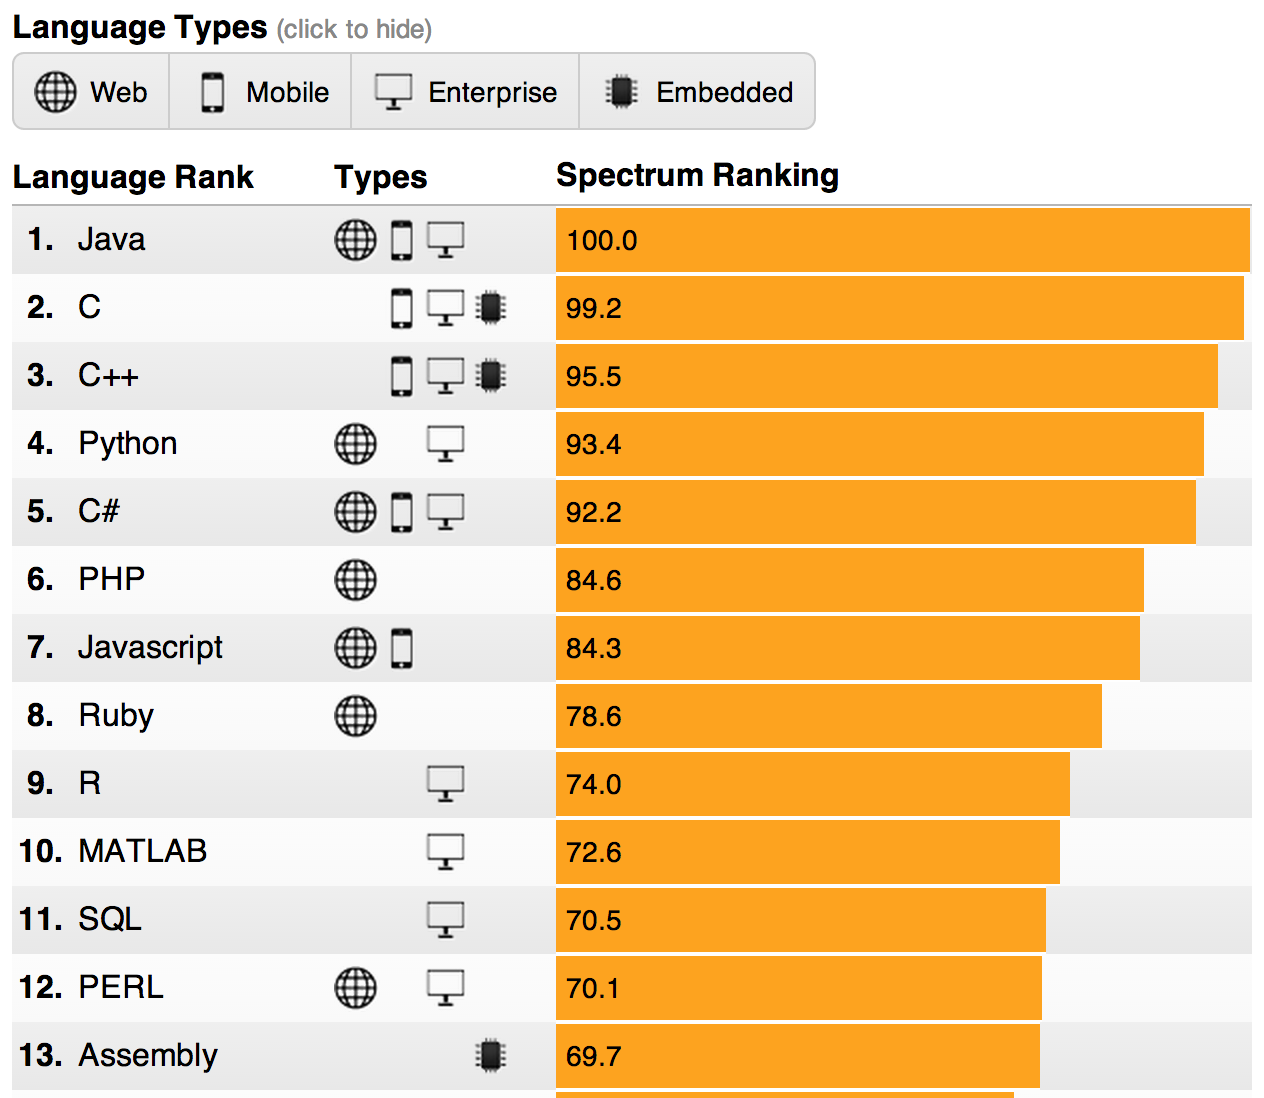 Language Types (click to hide)
Web Mobile Enterprise Embedded
Language Rank Types Spectrum Ranking
1. Java 100.0
2. C 99.2
3. C++ 95.5
4. Python 93.4
5. C# 92.2
6. PHP 84.6
7. Javascript 84.3
8. Ruby 78.6
9. R 74.0
10. MATLAB 72.6
11. SQL 70.5
12. PERL 70.1
13. Assembly 69.7